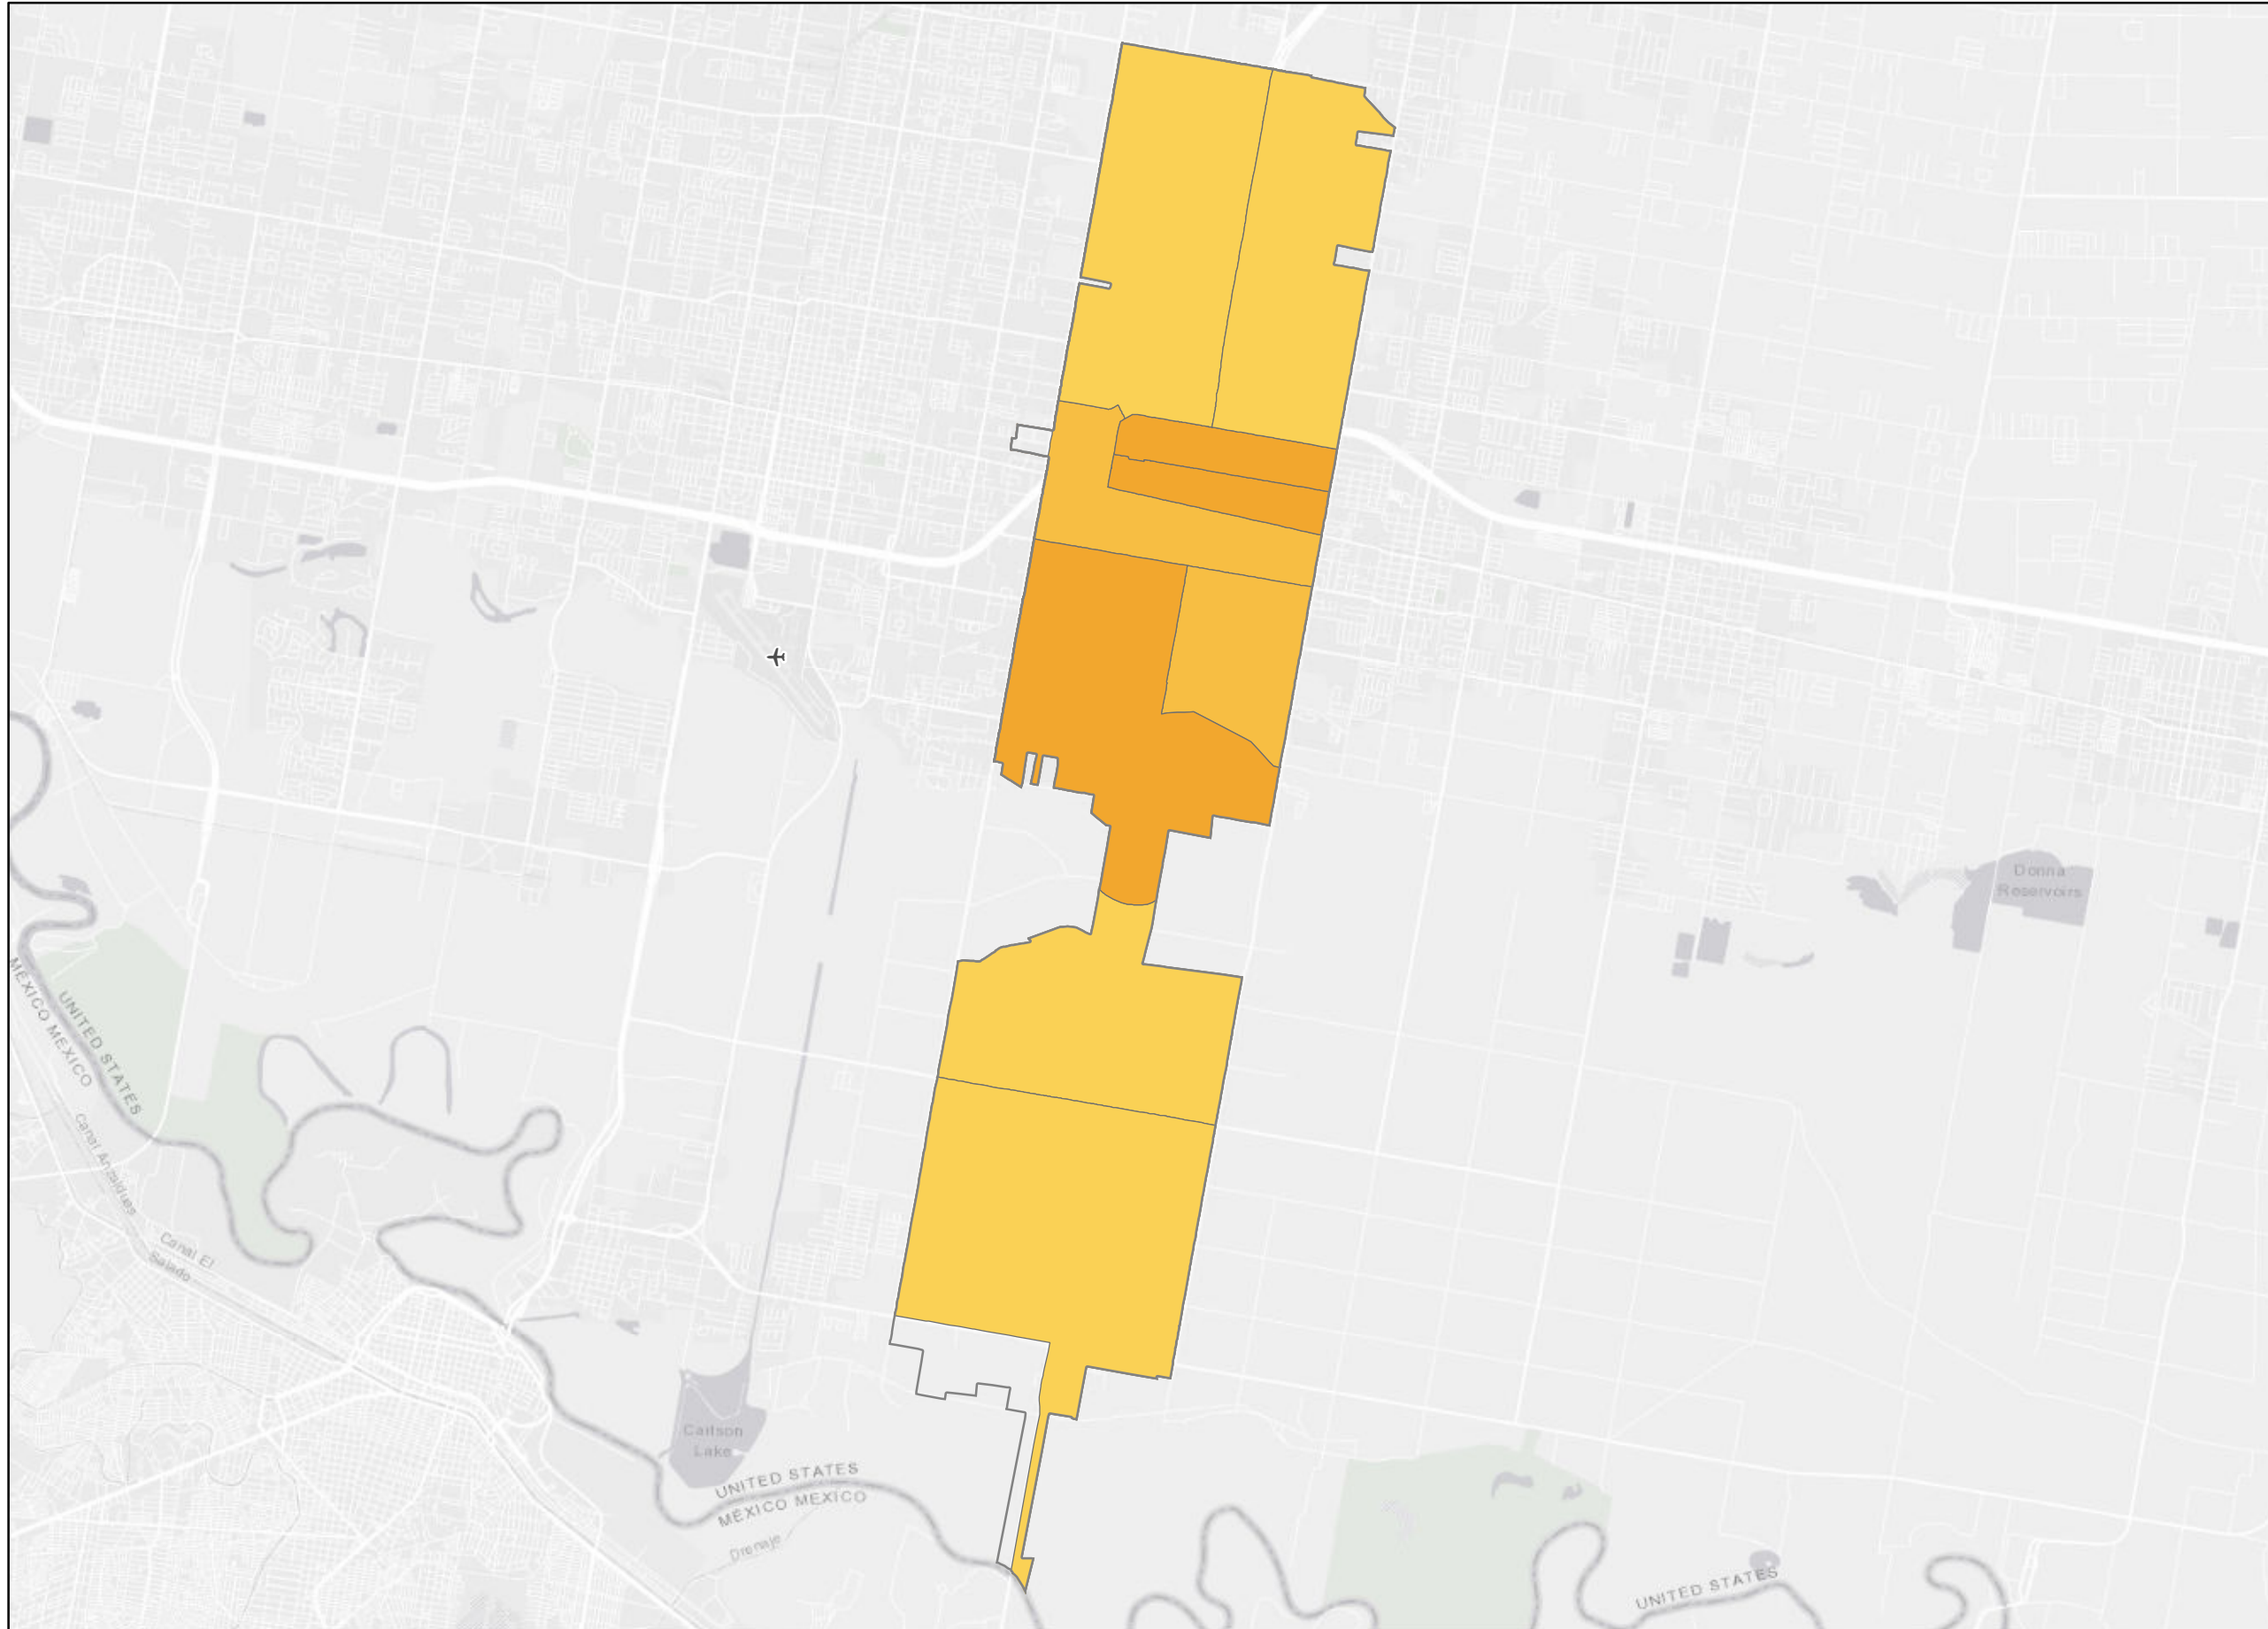 Donna
Reservoirs
MEXICO MEXICO
UNITED STATES
Canal Anzalduas
Canal El
Salado
Carlson
Lake
UNITED STATES
MEXICO MEXICO
Drenaje
UNITED STATES